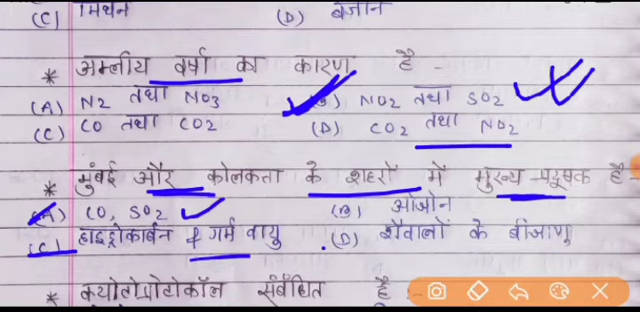 (C) मिथेन (D) बेंजीन
* अम्लीय वर्षा का कारण है -
(A) N2 तथा NO3 (B) NO2 तथा SO2
(C) CO तथा CO2 (D) CO2 तथा NO2
* मुंबई और कोलकता के शहरों में मुख्य प्रदूषक है -
(A) CO, SO2 (B) ओजोन
(C) हाइड्रोकार्बन व गर्म वायु (D) शैवालों के बीजाणु
* क्योटोप्रोटोकॉल संबंधित है -